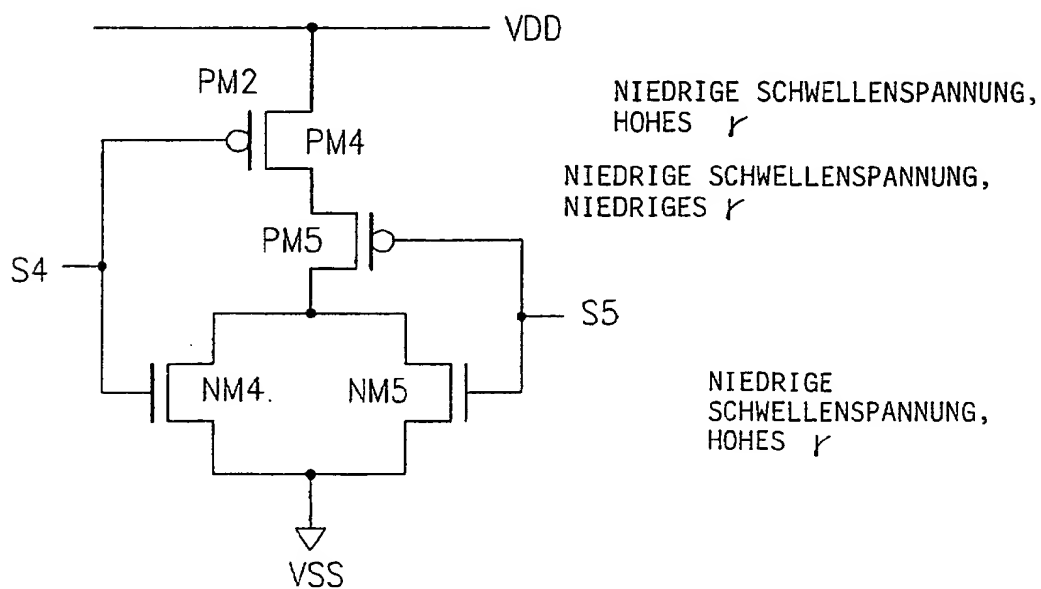 VDD
PM2
NIEDRIGE SCHWELLENSPANNUNG,
HOHES γ
PM4
NIEDRIGE SCHWELLENSPANNUNG,
NIEDRIGES γ
PM5
S4
S5
NM4.
NM5
NIEDRIGE
SCHWELLENSPANNUNG,
HOHES γ
VSS